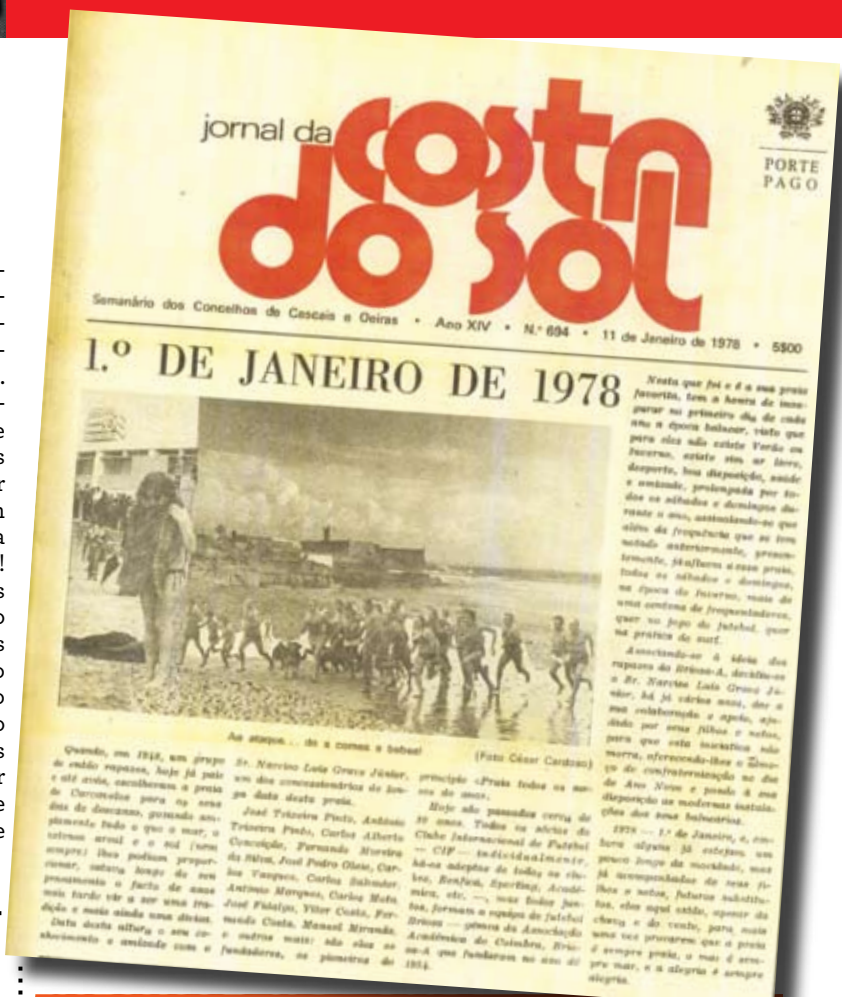 jornal da
costa
do sol
PORTE
PAGO
Semanário dos Concelhos de Cascais e Oeiras • Ano XIV • N.º 694 • 11 de Janeiro de 1978 • 5$00
1.º DE JANEIRO DE 1978
Ao ataque... de a comes e bebes!
(Foto César Cardoso)
Quando, em 1948, um grupo
de então rapazes, hoje já pais
e até avós, escolheram a praia
de Carcavelos para os seus
dias de descanso, gozando am-
plamente tudo o que o mar, o
extenso areal e o sol (nem
sempre) lhes podiam propor-
cionar, estava longe do seu
pensamento o facto de anos
mais tarde vir a ser uma tra-
dição e mais ainda uma divisa.
Data desta altura o seu co-
nhecimento e amizade com o
Sr. Narciso Luís Grave Júnior,
um dos concessionários de lon-
ga data desta praia.
José Teixeira Pinto, António
Teixeira Pinto, Carlos Alberto
Conceição, Fernando Moreira
da Silva, José Pedro Oleio, Car-
los Vasques, Carlos Salvador,
António Marques, Carlos Mota
José Fidalgo, Vítor Costa, Fer-
nando Costa, Manuel Miranda,
e outros mais: são eles os
fundadores, os pioneiros do
princípio «Praia todos os me-
ses do ano».
Hoje são passados cerca de
30 anos. Todos os sócios do
Clube Internacional de Futebol
— CIF — individualmente,
há-os adeptos de todos os clu-
bes, Benfica, Sporting, Acadé-
mica, etc. —, mas todos jun-
tos, formam a equipa de futebol
Briosa — gémea da Associação
Académica de Coimbra, Brio-
sa-A que fundaram no ano de
1954.
Nesta que foi e é a sua praia
favorita, tem a honra de inau-
gurar no primeiro dia de cada
ano a época balnear, visto que
para eles não existe Verão ou
Inverno, existe sim ar livre,
desporto, boa disposição, saúde
e amizade, prolongada por to-
dos os sábados e domingos du-
rante o ano, assinalando-se que
além da frequência que se tem
notado anteriormente, presen-
temente, já afluem a essa praia,
todos os sábados e domingos,
na época do Inverno, mais de
uma centena de frequentadores,
quer no jogo de futebol, quer
na prática do surf.
Associando-se à ideia dos
rapazes da Briosa-A, decidiu-se
o Sr. Narciso Luís Grave Jú-
nior, há já vários anos, dar a
sua colaboração e apoio, aju-
dado por seus filhos e netos,
para que esta iniciativa não
morra, oferecendo-lhes o almo-
ço de confraternização no dia
de Ano Novo e pondo à sua
disposição as modernas instala-
ções dos seus balneários.
1978 — 1.º de Janeiro, e, em-
bora alguns já estejam um
pouco longe da mocidade, mas
já acompanhados de seus fi-
lhos e netos, futuros substitu-
tos, eles aqui estão, apesar da
chuva e do vento, para mais
uma vez provarem que a praia
é sempre praia, o mar é sem-
pre mar, e a alegria é sempre
alegria.